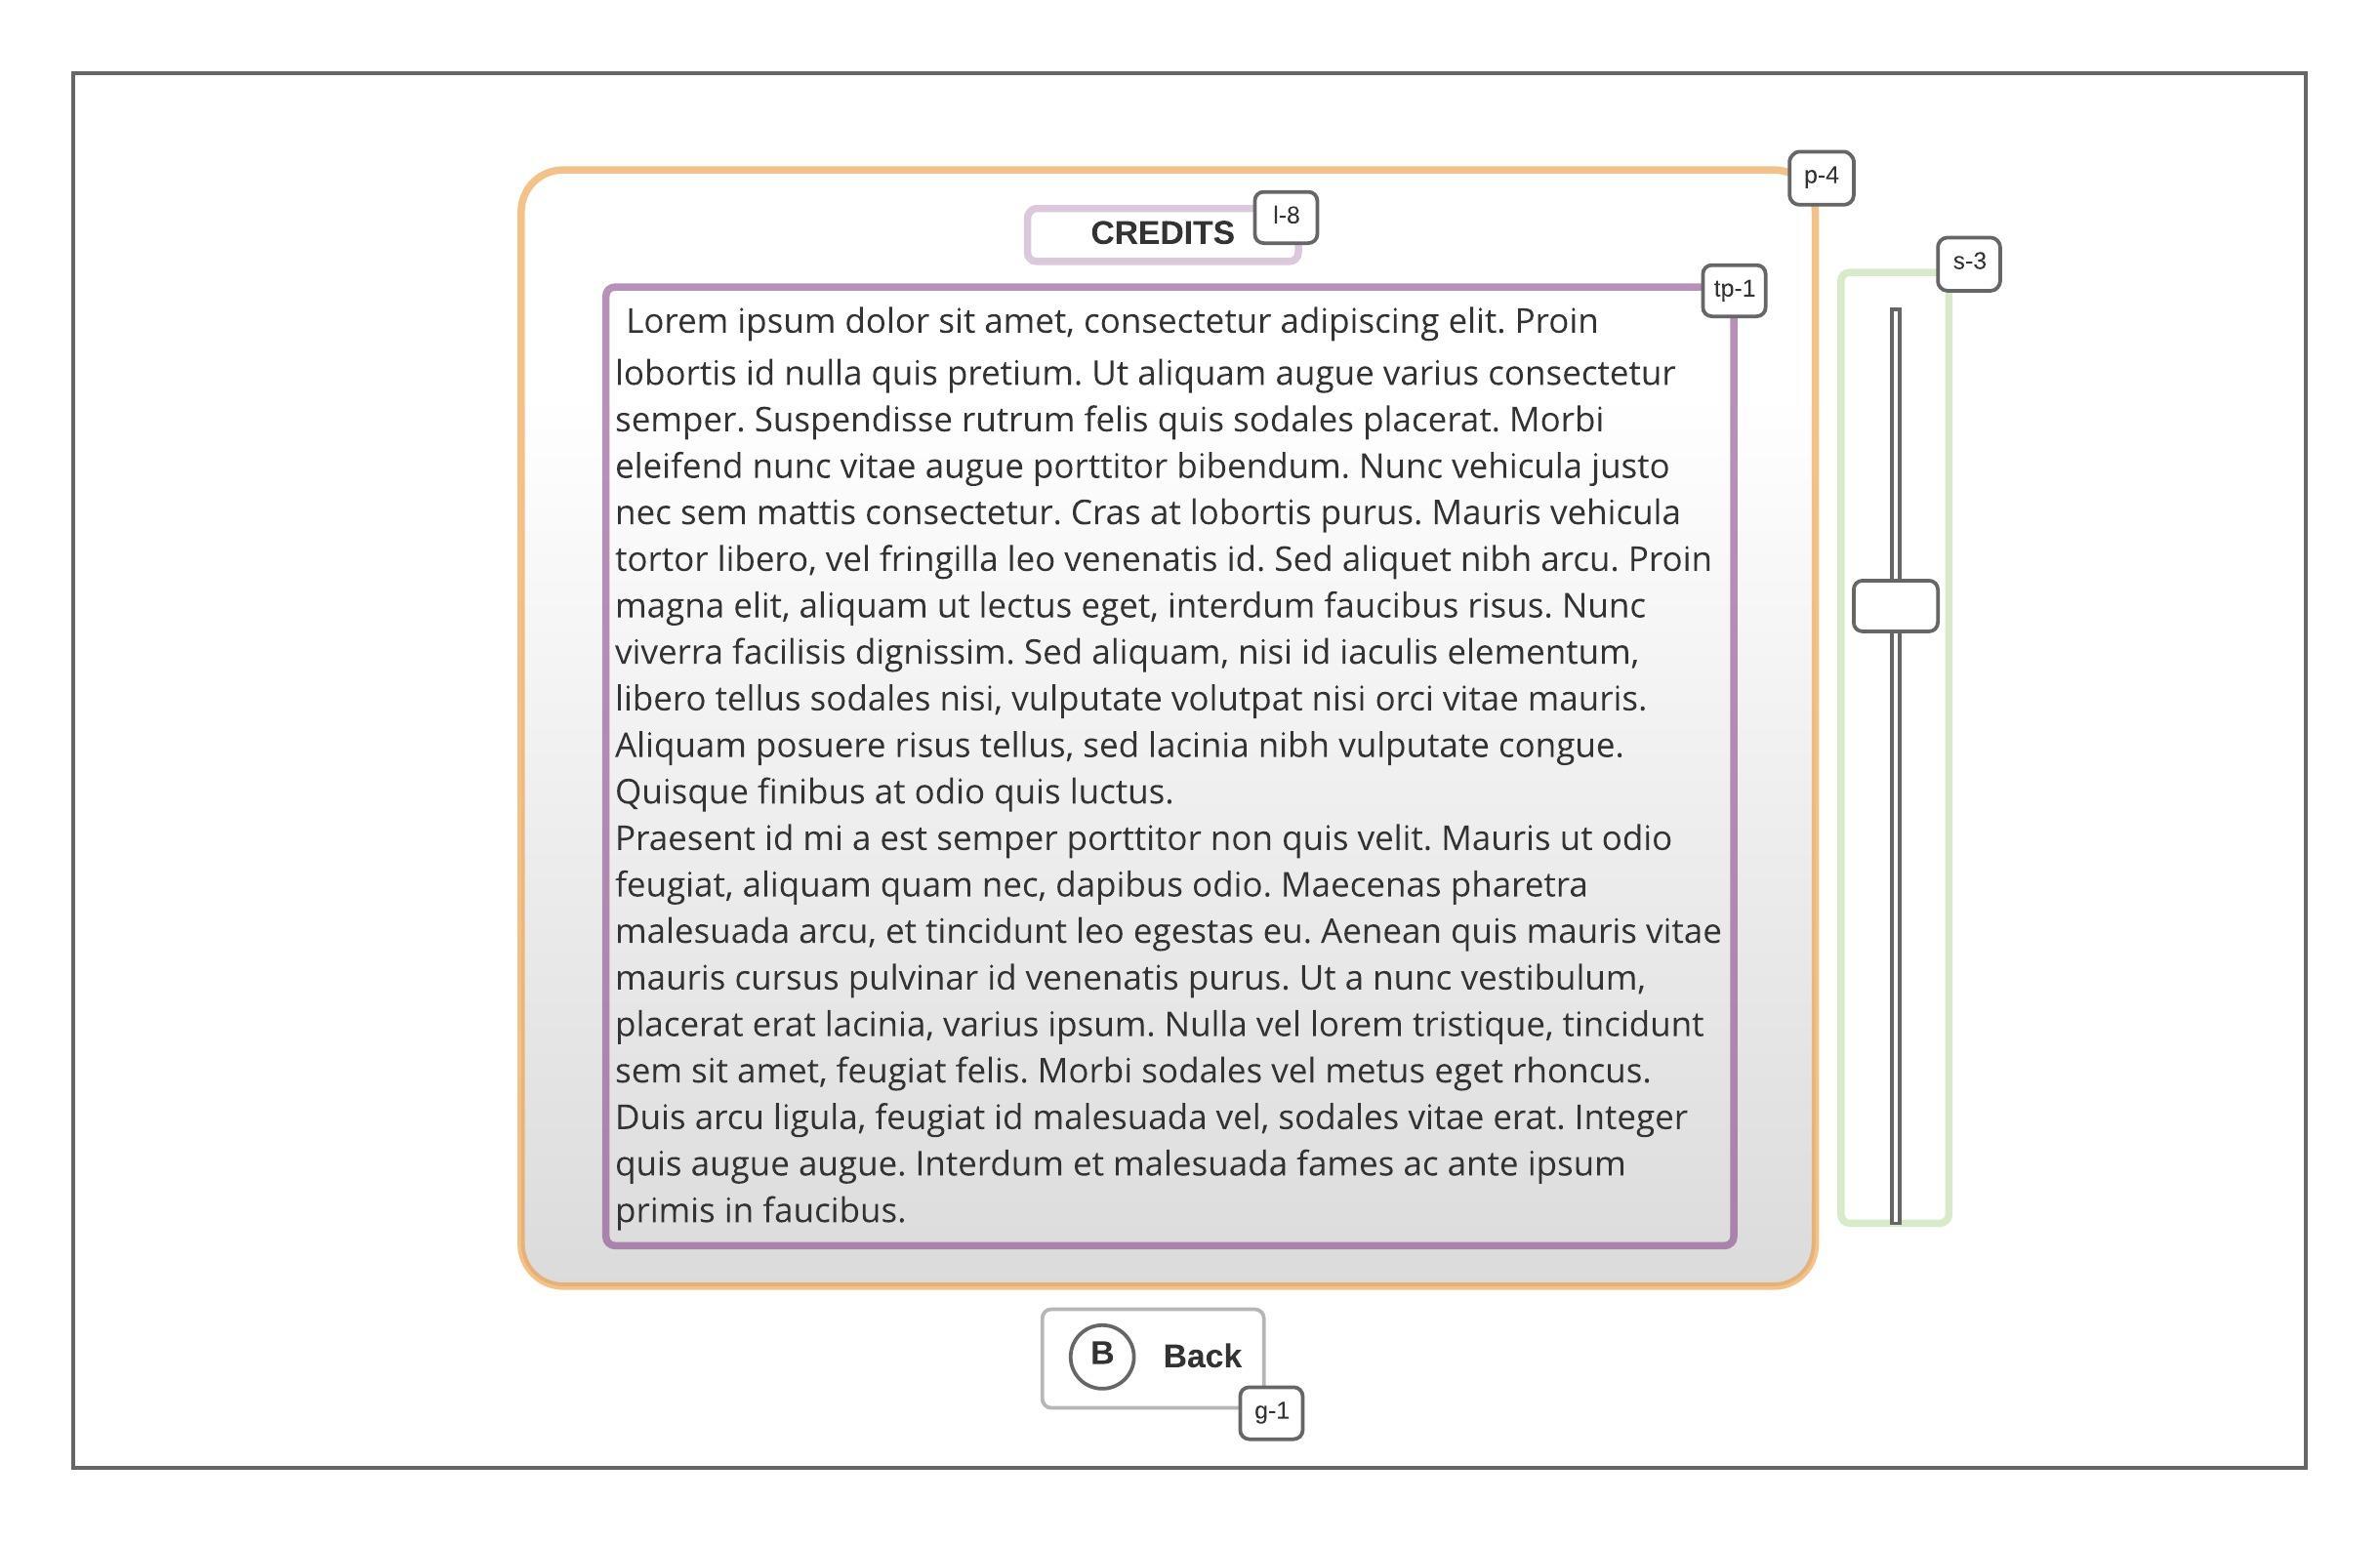 p-4
CREDITS
l-8
s-3
tp-1
Lorem ipsum dolor sit amet, consectetur adipiscing elit. Proin
lobortis id nulla quis pretium. Ut aliquam augue varius consectetur
semper. Suspendisse rutrum felis quis sodales placerat. Morbi
eleifend nunc vitae augue porttitor bibendum. Nunc vehicula justo
nec sem mattis consectetur. Cras at lobortis purus. Mauris vehicula
tortor libero, vel fringilla leo venenatis id. Sed aliquet nibh arcu. Proin
magna elit, aliquam ut lectus eget, interdum faucibus risus. Nunc
viverra facilisis dignissim. Sed aliquam, nisi id iaculis elementum,
libero tellus sodales nisi, vulputate volutpat nisi orci vitae mauris.
Aliquam posuere risus tellus, sed lacinia nibh vulputate congue.
Quisque finibus at odio quis luctus.
Praesent id mi a est semper porttitor non quis velit. Mauris ut odio
feugiat, aliquam quam nec, dapibus odio. Maecenas pharetra
malesuada arcu, et tincidunt leo egestas eu. Aenean quis mauris vitae
mauris cursus pulvinar id venenatis purus. Ut a nunc vestibulum,
placerat erat lacinia, varius ipsum. Nulla vel lorem tristique, tincidunt
sem sit amet, feugiat felis. Morbi sodales vel metus eget rhoncus.
Duis arcu ligula, feugiat id malesuada vel, sodales vitae erat. Integer
quis augue augue. Interdum et malesuada fames ac ante ipsum
primis in faucibus.
B Back
g-1